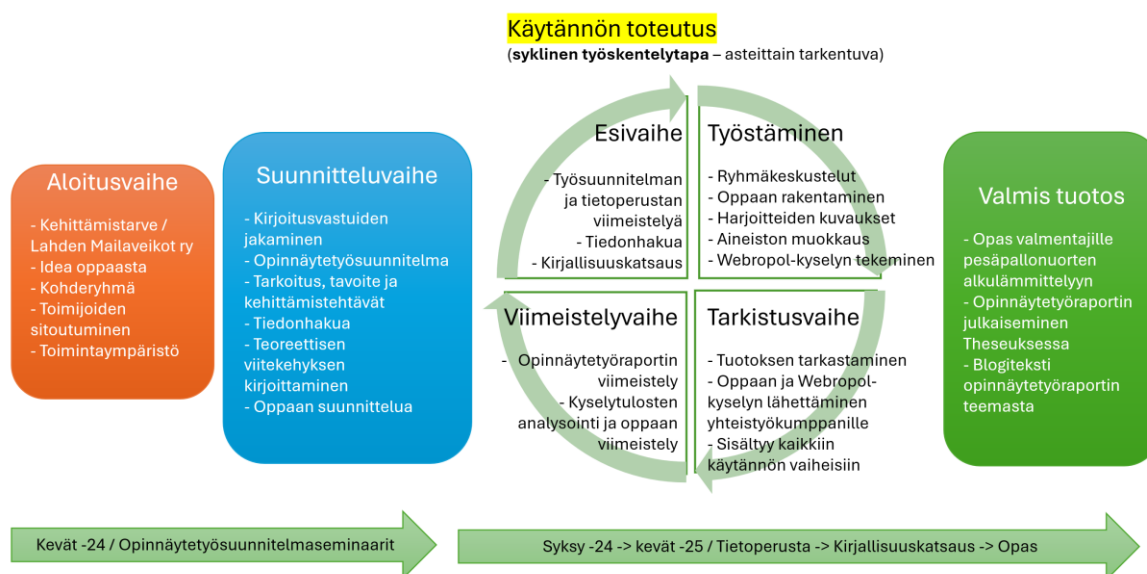 Käytännön toteutus
(syklinen työskentelytapa – asteittain tarkentuva)
Aloitusvaihe
- Kehittämistarve /
Lahden Mailaveikot ry
- Idea oppaasta
- Kohderyhmä
- Toimijoiden
sitoutuminen
- Toimintaympäristö
Suunnitteluvaihe
- Kirjoitusvastuiden
jakaminen
- Opinnäytetyösuunnitelma
- Tarkoitus, tavoite ja
kehittämistehtävät
- Tiedonhakua
- Teoreettisen
viitekehyksen
kirjoittaminen
- Oppaan suunnittelua
Esivaihe
- Työsuunnitelman
ja tietoperustan
viimeistelyä
- Tiedonhakua
- Kirjallisuuskatsaus
Työstäminen
- Ryhmäkeskustelut
- Oppaan rakentaminen
- Harjoitteiden kuvaukset
- Aineiston muokkaus
- Webropol-kyselyn tekeminen
Viimeistelyvaihe
- Opinnäytetyöraportin
viimeistely
- Kyselytulosten
analysointi ja oppaan
viimeistely
Tarkistusvaihe
- Tuotoksen tarkastaminen
- Oppaan ja Webropol-
kyselyn lähettäminen
yhteistyökumppanille
- Sisältyy kaikkiin
käytännön vaiheisiin
Valmis tuotos
- Opas valmentajille
pesäpallonuorten
alkulämmittelyyn
- Opinnäytetyöraportin
julkaiseminen
Theseuksessa
- Blogiteksti
opinnäytetyöraportin
teemasta
Kevät -24 / Opinnäytetyösuunnitelmaseminaarit
Syksy -24 -> kevät -25 / Tietoperusta -> Kirjallisuuskatsaus -> Opas